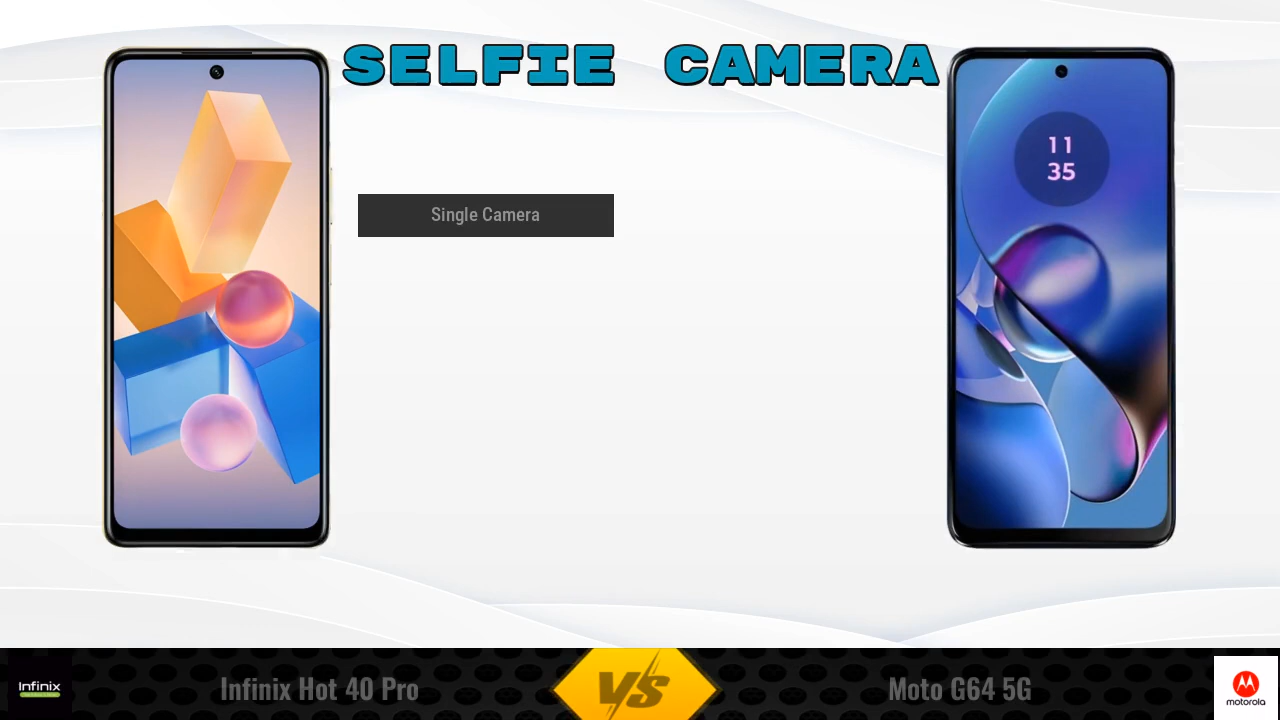 SELFIE CAMERA
11
35
Single Camera
Infinix
Infinix Hot 40 Pro
VS
Moto G64 5G
motorola